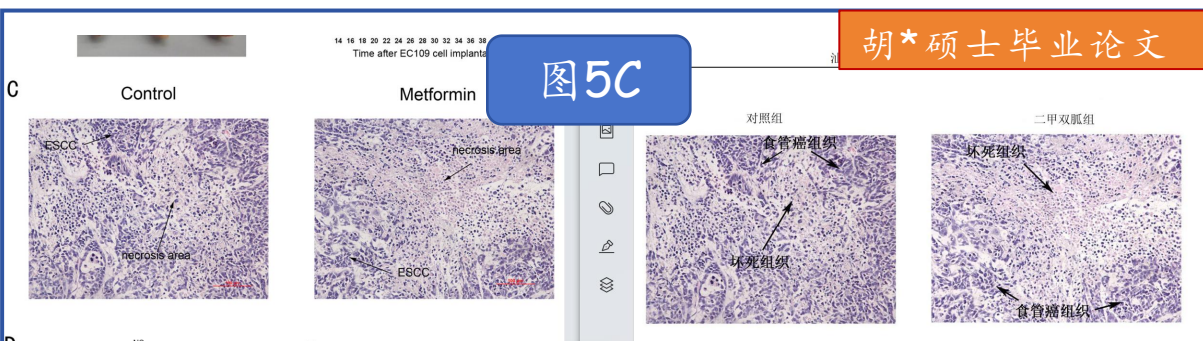 胡*硕士毕业论文
图5C
14 16 18 20 22 24 26 28 30 32 34 36 38
Time after EC109 cell implanta
汕
C
Control
Metformin
ESCC
necrosis area
necrosis area
ESCC
对照组
二甲双胍组
食管癌组织
坏死组织
坏死组织
食管癌组织
D